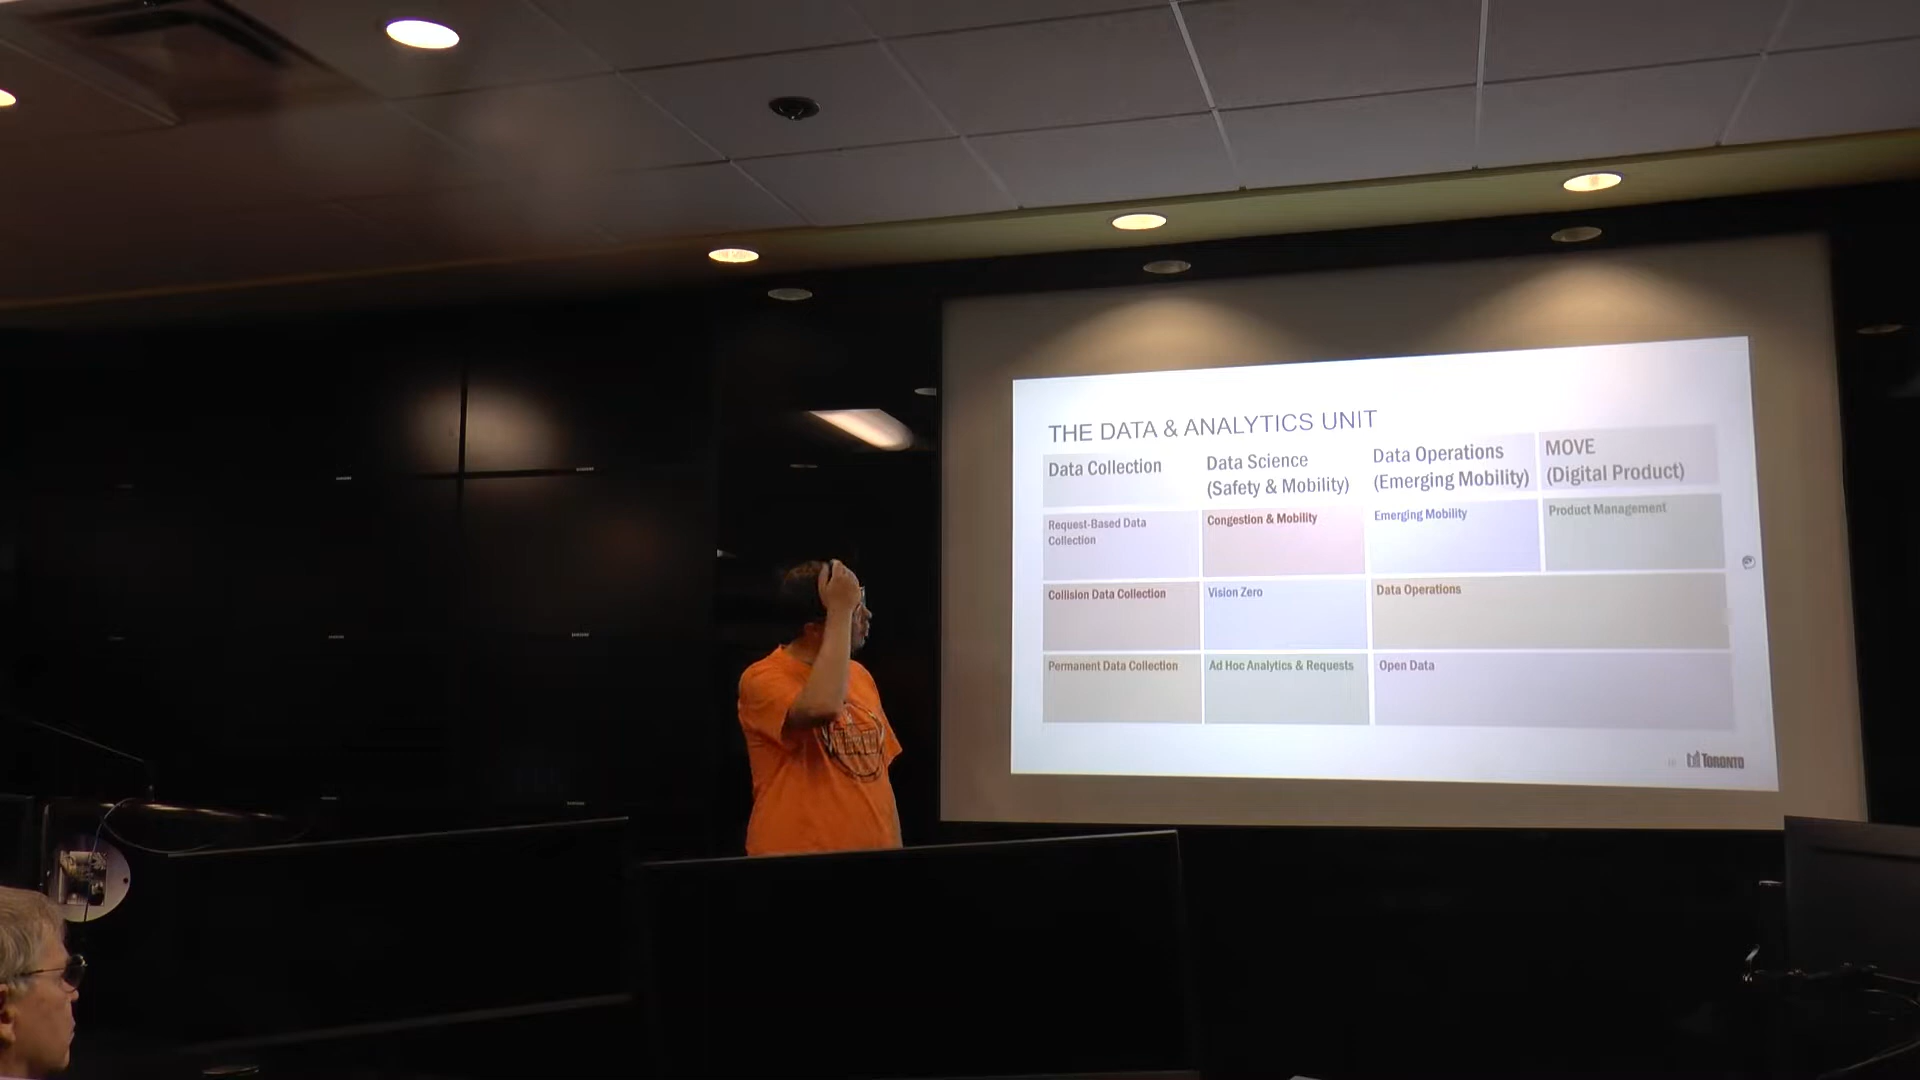 THE DATA & ANALYTICS UNIT
Data Collection
Data Science
(Safety & Mobility)
Data Operations
(Emerging Mobility)
MOVE
(Digital Product)
Request-Based Data
Collection
Congestion & Mobility
Emerging Mobility
Product Management
Collision Data Collection
Vision Zero
Data Operations
Permanent Data Collection
Ad Hoc Analytics & Requests
Open Data
TORONTO